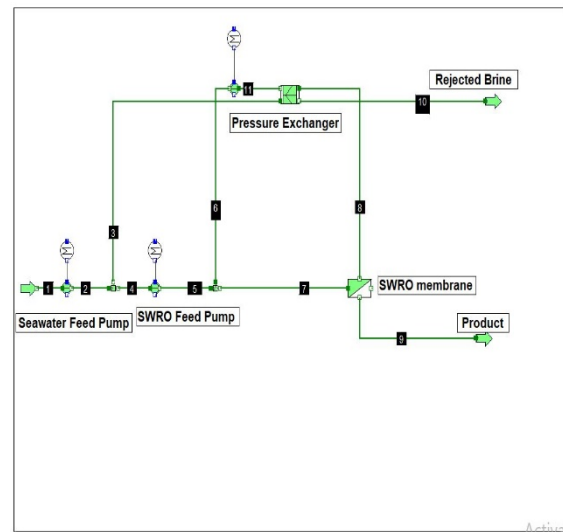 M
11
Rejected Brine
10
Pressure Exchanger
6
8
3
M
M
1
2
4
5
7
SWRO membrane
Seawater Feed Pump
SWRO Feed Pump
Product
9
Activa